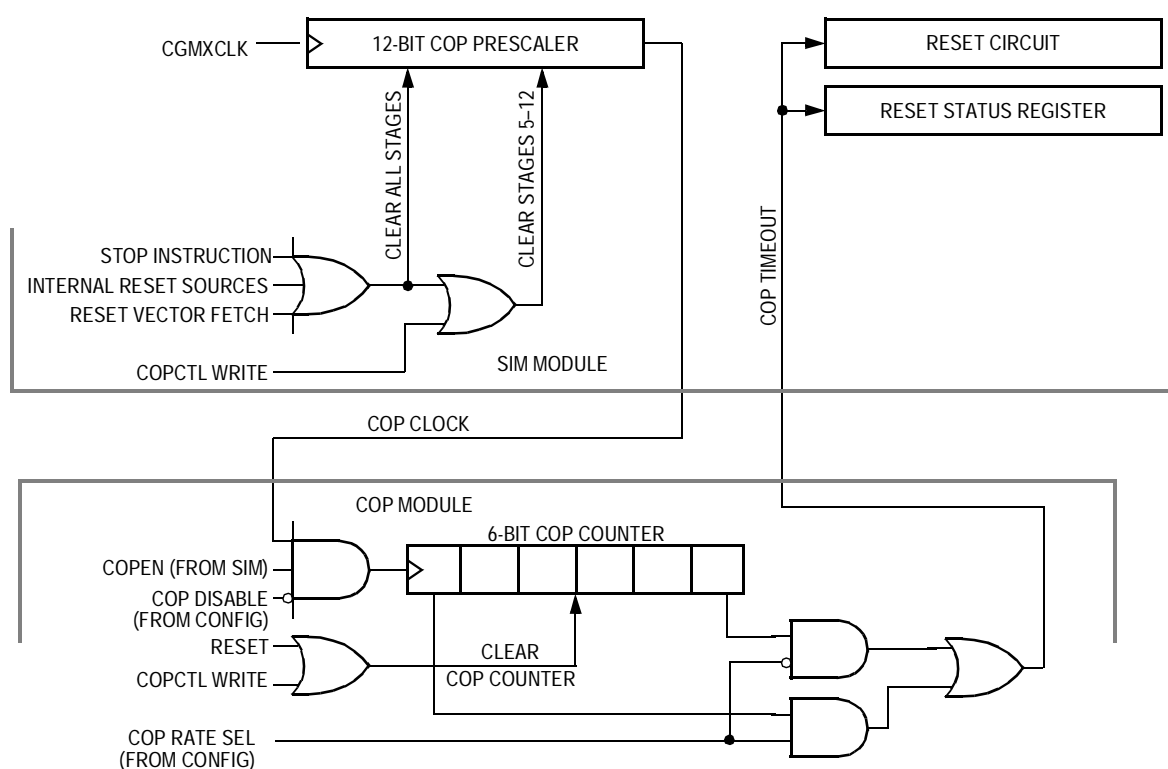 CGMXCLK
12-BIT COP PRESCALER
RESET CIRCUIT
RESET STATUS REGISTER
CLEAR ALL STAGES
CLEAR STAGES 5–12
COP TIMEOUT
STOP INSTRUCTION
INTERNAL RESET SOURCES
RESET VECTOR FETCH
COPCTL WRITE
SIM MODULE
COP CLOCK
COP MODULE
6-BIT COP COUNTER
COPEN (FROM SIM)
COP DISABLE
(FROM CONFIG)
RESET
COPCTL WRITE
CLEAR
COP COUNTER
COP RATE SEL
(FROM CONFIG)